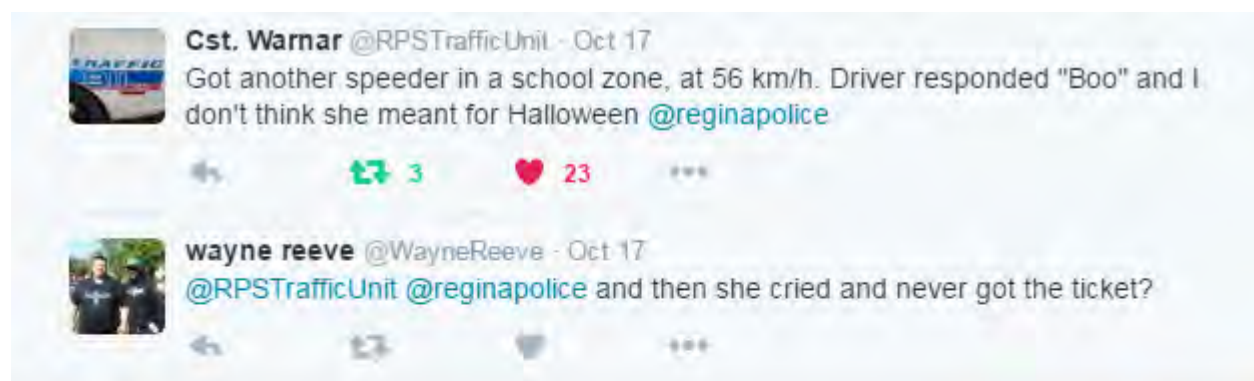 Cst. Warnar @RPSTrafficUnit · Oct 17
Got another speeder in a school zone, at 56 km/h. Driver responded "Boo" and I
don't think she meant for Halloween @reginapolice
3 23
wayne reeve @WayneReeve · Oct 17
@RPSTrafficUnit @reginapolice and then she cried and never got the ticket?